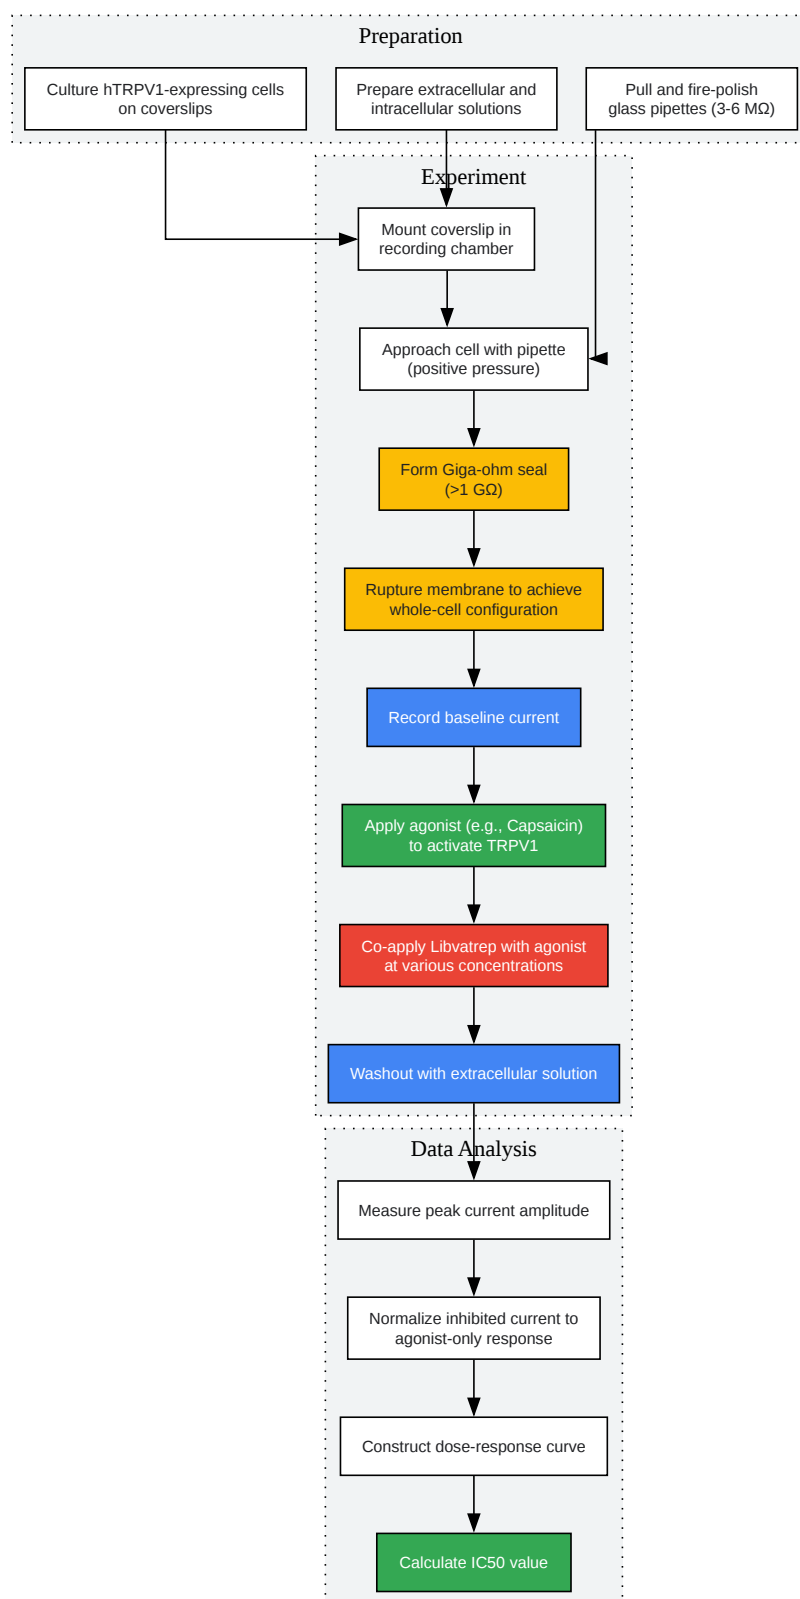 Preparation
Culture hTRPV1-expressing cells
on coverslips
Prepare extracellular and
intracellular solutions
Pull and fire-polish
glass pipettes (3-6 MΩ)
Experiment
Mount coverslip in
recording chamber
Approach cell with pipette
(positive pressure)
Form Giga-ohm seal
(>1 GΩ)
Rupture membrane to achieve
whole-cell configuration
Record baseline current
Apply agonist (e.g., Capsaicin)
to activate TRPV1
Co-apply Libvatrep with agonist
at various concentrations
Washout with extracellular solution
Data Analysis
Measure peak current amplitude
Normalize inhibited current to
agonist-only response
Construct dose-response curve
Calculate IC50 value